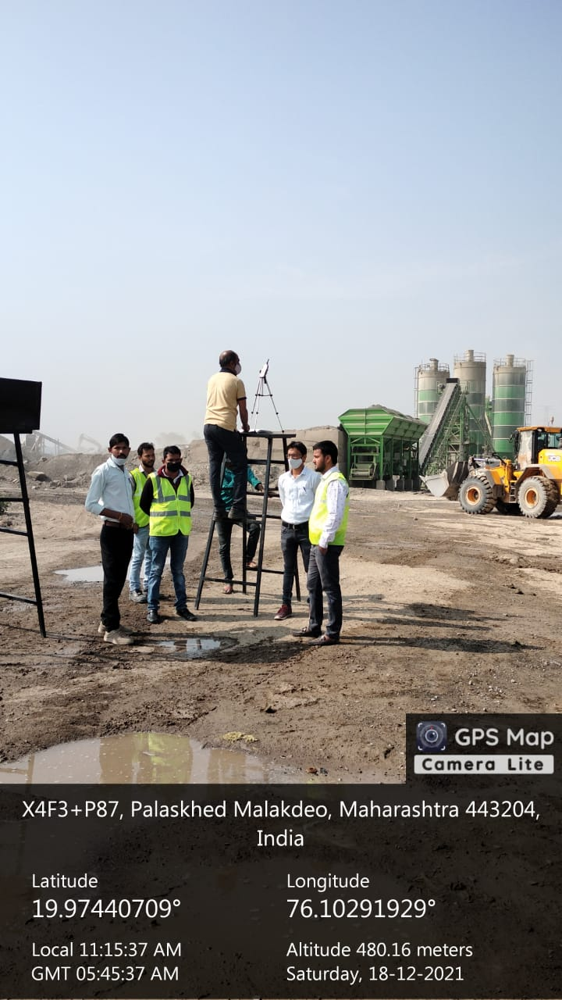 GPS Map
Camera Lite
X4F3+P87, Palaskhed Malakdeo, Maharashtra 443204,
India
Latitude
19.97440709°
Longitude
76.10291929°
Local 11:15:37 AM
GMT 05:45:37 AM
Altitude 480.16 meters
Saturday, 18-12-2021